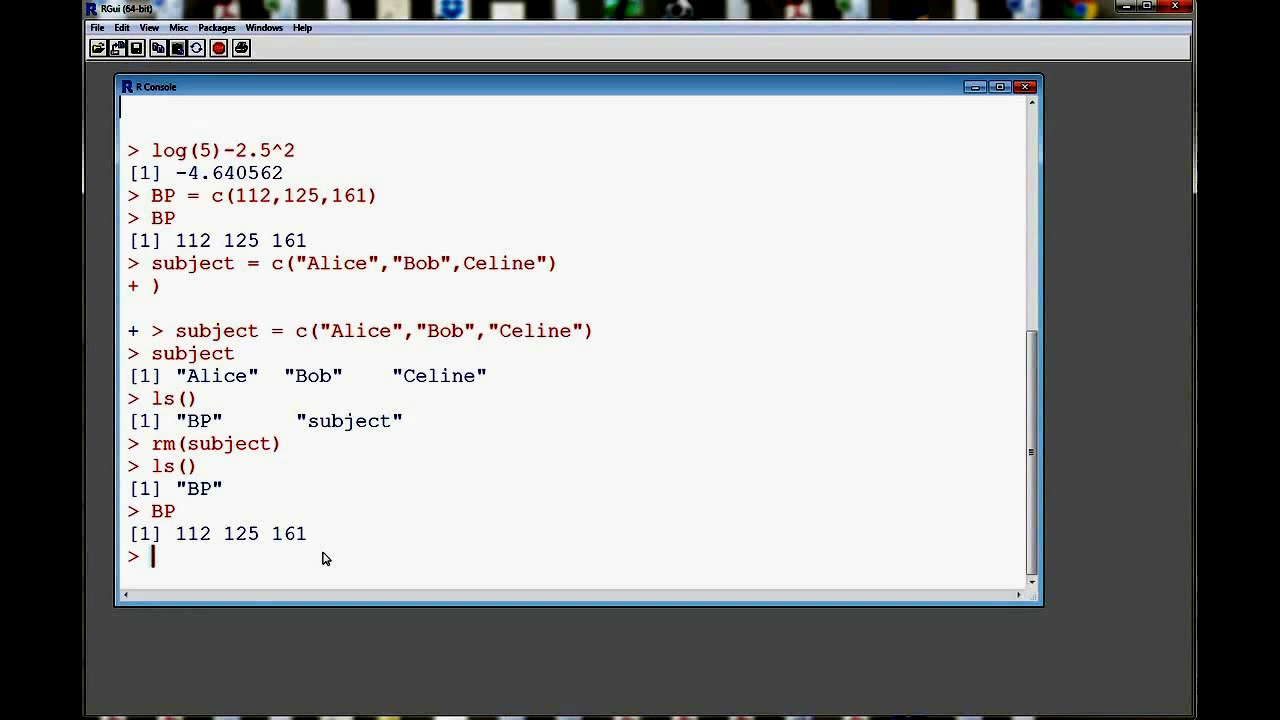 RGui (64-bit)
File Edit View Misc Packages Windows Help
R Console
> log(5)-2.5^2
[1] -4.640562
> BP = c(112,125,161)
> BP
[1] 112 125 161
> subject = c("Alice","Bob",Celine")
+ )
+ > subject = c("Alice","Bob","Celine")
> subject
[1] "Alice" "Bob" "Celine"
> ls()
[1] "BP" "subject"
> rm(subject)
> ls()
[1] "BP"
> BP
[1] 112 125 161
>